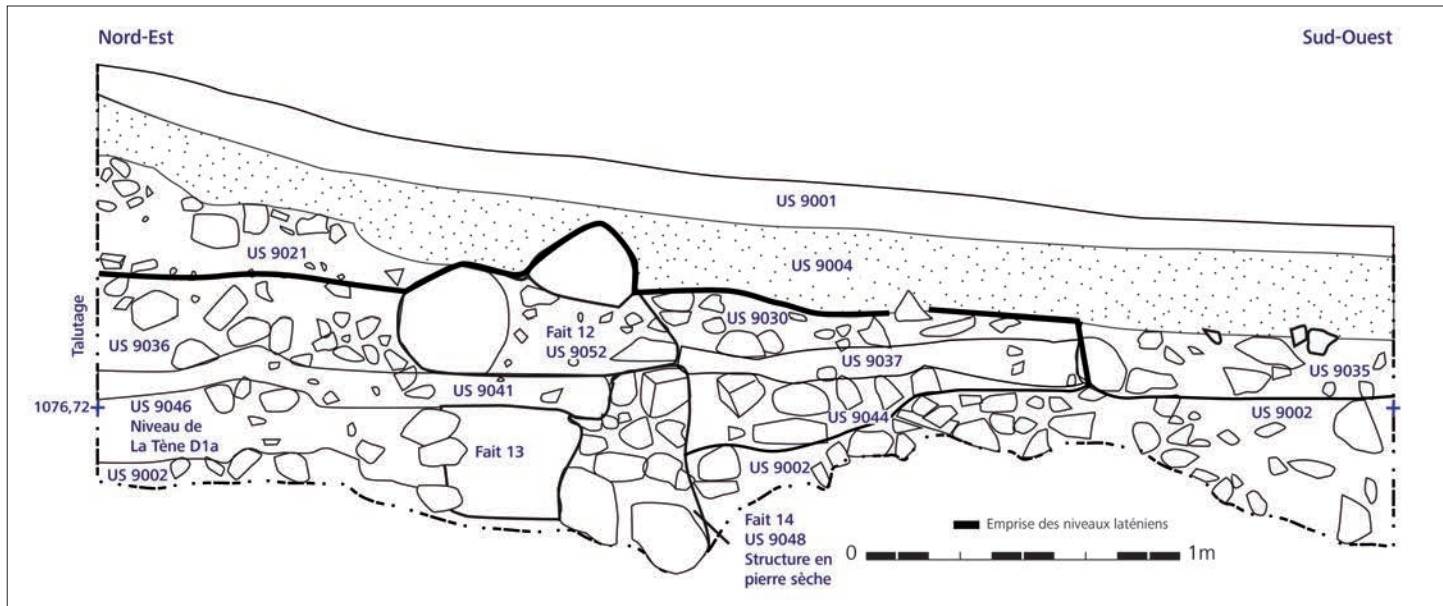 Nord-Est
Sud-Ouest
US 9001
US 9021
US 9004
Talutage
US 9036
Fait 12
US 9052
US 9030
US 9037
US 9035
US 9041
1076,72
US 9046
Niveau de
La Tène D1a
US 9044
US 9002
Fait 13
US 9002
US 9002
Fait 14
US 9048
Structure en
pierre sèche
Emprise des niveaux laténiens
0
1m